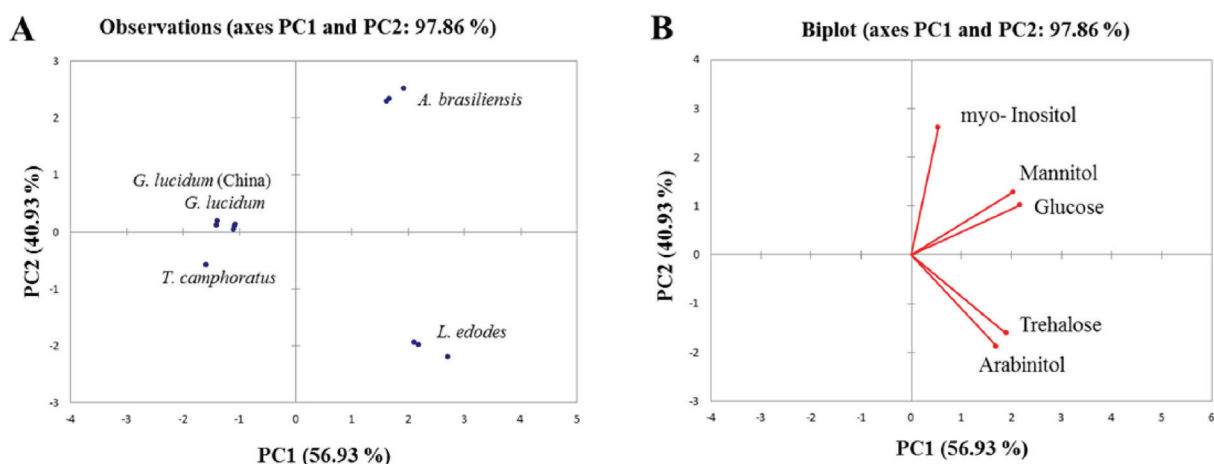 A
Observations (axes PC1 and PC2: 97.86 %)
3
2
1
0
-1
-2
-3
-4
-3
-2
-1
0
1
2
3
4
5
PC2 (40.93 %)
PC1 (56.93 %)
A. brasiliensis
G. lucidum (China)
G. lucidum
T. camphoratus
L. edodes
B
Biplot (axes PC1 and PC2: 97.86 %)
4
3
2
1
0
-1
-2
-3
-4
-3
-2
-1
0
1
2
3
4
5
6
PC2 (40.93 %)
PC1 (56.93 %)
myo- Inositol
Mannitol
Glucose
Trehalose
Arabinitol